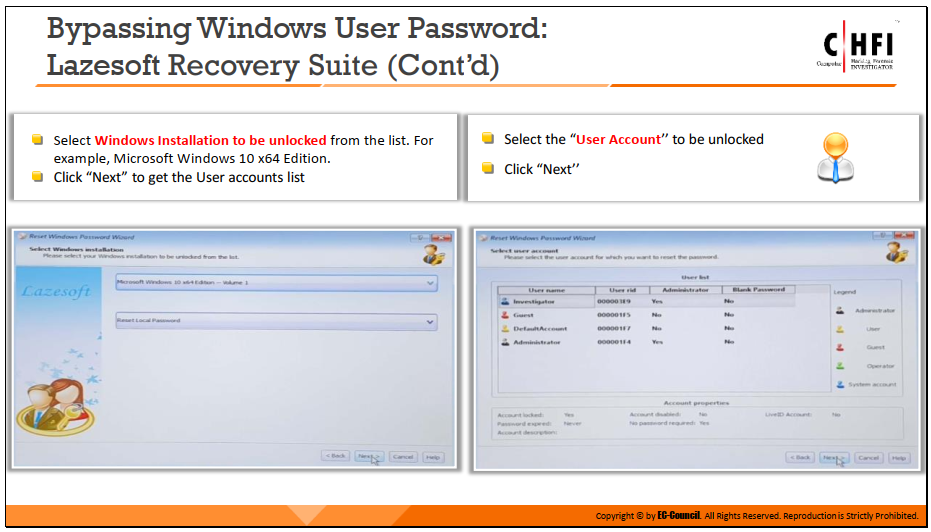 Bypassing Windows User Password:
Lazesoft Recovery Suite (Cont’d)
CHFI
Computer Hacking Forensic
INVESTIGATOR
Select Windows Installation to be unlocked from the list. For
example, Microsoft Windows 10 x64 Edition.
Click “Next” to get the User accounts list
Select the “User Account’’ to be unlocked
Click “Next’’
Reset Windows Password Wizard
Select Windows installation
Please select your Windows installation to be unlocked from the list.
Lazesoft
Microsoft Windows 10 x64 Edition -- Volume 1
Reset Local Password
< Back Next > Cancel Help
Reset Windows Password Wizard
Select user account
Please select the user account for which you want to reset the password.
User list
User name User rid Administrator Blank Password
Investigator 000003E9 Yes No
Guest 000001F5 No No
DefaultAccount 000001F7 No No
Administrator 000001F4 Yes No
Legend
Administrator
User
Guest
Operator
System account
Account properties
Account locked: Yes Account disabled: No LiveID Account: No
Password expired: Never No password required: Yes
Account description:
< Back Next > Cancel Help
Copyright © by EC-Council. All Rights Reserved. Reproduction is Strictly Prohibited.